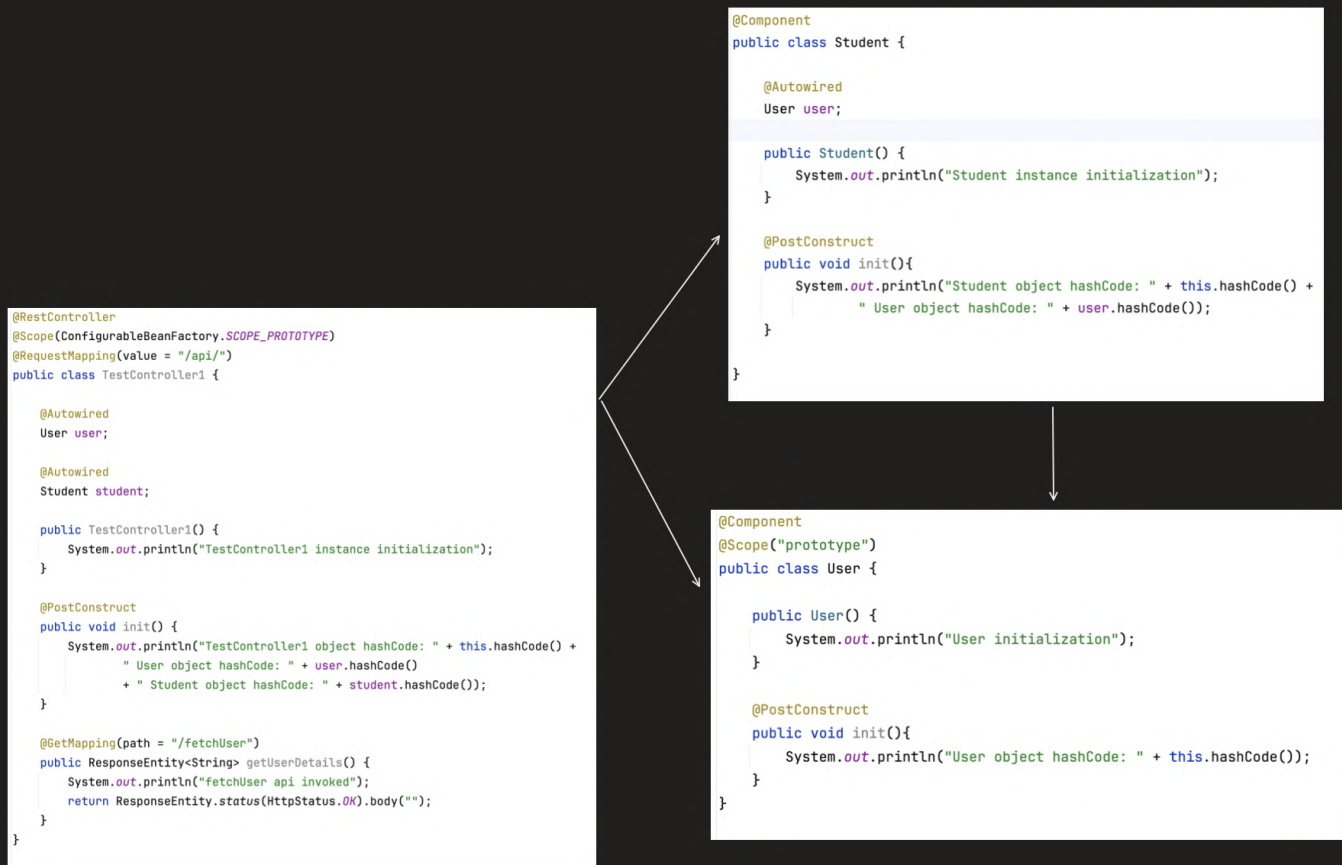 @RestController
@Scope(ConfigurableBeanFactory.SCOPE_PROTOTYPE)
@RequestMapping(value = "/api/")
public class TestController1 {
@Autowired
User user;
@Autowired
Student student;
public TestController1() {
System.out.println("TestController1 instance initialization");
}
@PostConstruct
public void init() {
System.out.println("TestController1 object hashCode: " + this.hashCode() +
" User object hashCode: " + user.hashCode()
+ " Student object hashCode: " + student.hashCode());
}
@GetMapping(path = "/fetchUser")
public ResponseEntity<String> getUserDetails() {
System.out.println("fetchUser api invoked");
return ResponseEntity.status(HttpStatus.OK).body("");
}
}
@Component
public class Student {
@Autowired
User user;
public Student() {
System.out.println("Student instance initialization");
}
@PostConstruct
public void init(){
System.out.println("Student object hashCode: " + this.hashCode() +
" User object hashCode: " + user.hashCode());
}
}
@Component
@Scope("prototype")
public class User {
public User() {
System.out.println("User initialization");
}
@PostConstruct
public void init(){
System.out.println("User object hashCode: " + this.hashCode());
}
}